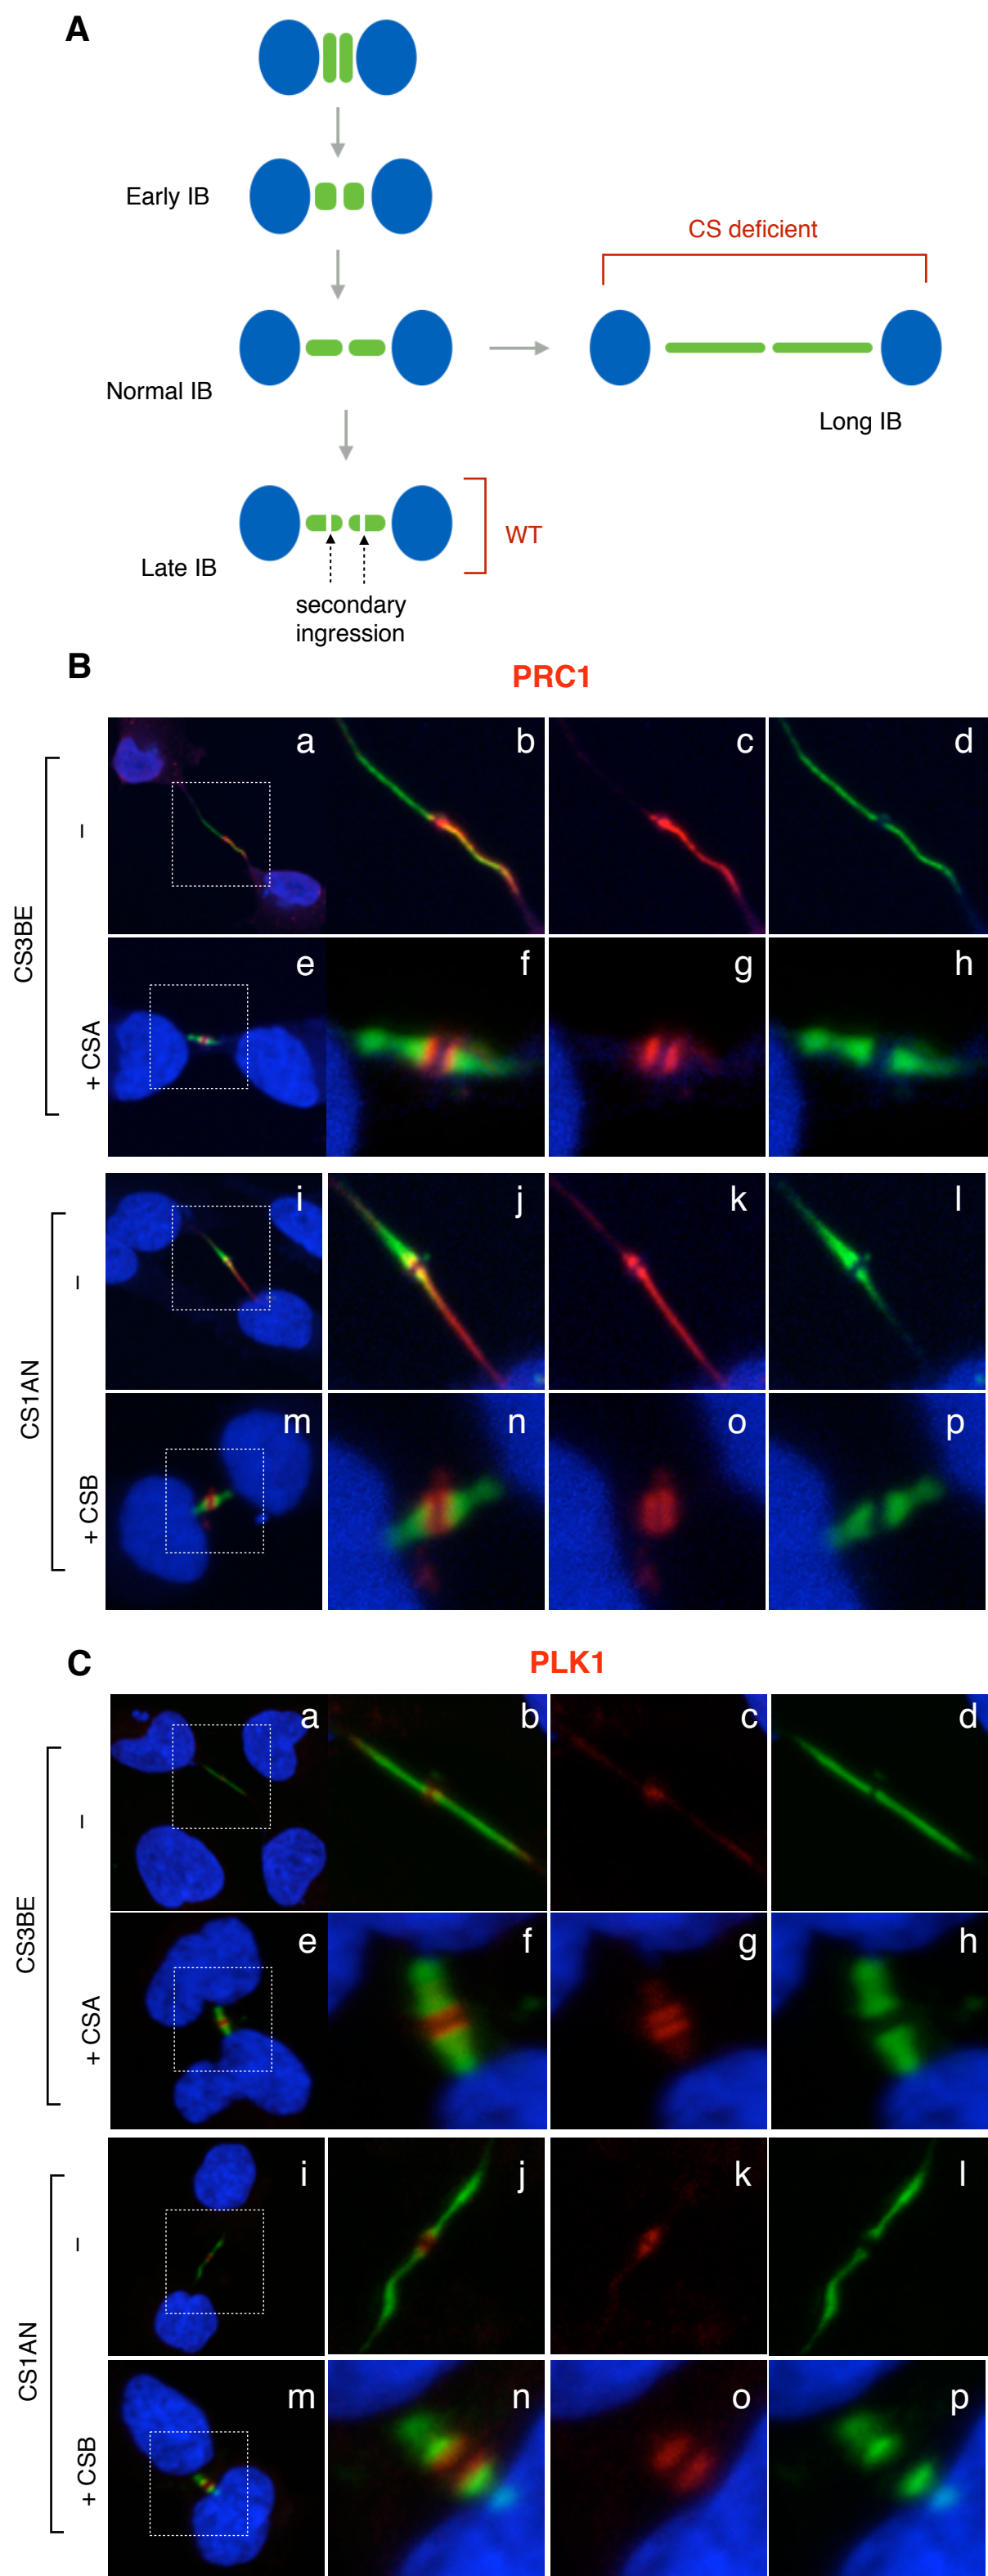 A
Early IB
CS deficient
Normal IB
Long IB
WT
Late IB
secondary
ingression
B
PRC1
CS3BE
–
a
b
c
d
+ CSA
e
f
g
h
CS1AN
–
i
j
k
l
+ CSB
m
n
o
p
C
PLK1
CS3BE
–
a
b
c
d
+ CSA
e
f
g
h
CS1AN
–
i
j
k
l
+ CSB
m
n
o
p